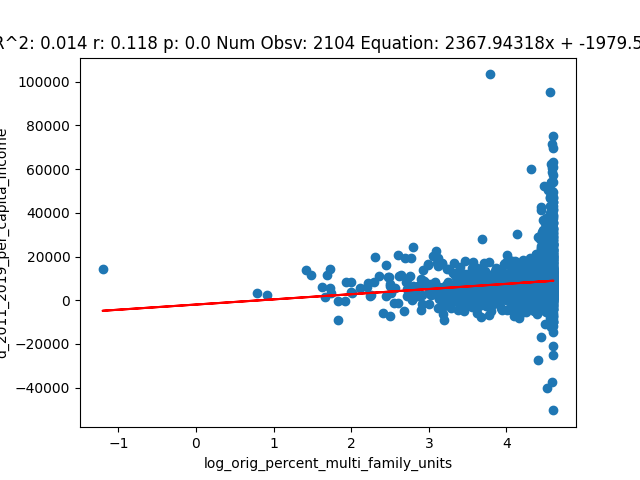 R^2: 0.014 r: 0.118 p: 0.0 Num Obsv: 2104 Equation: 2367.94318x + -1979.5
100000
80000
60000
40000
20000
0
−20000
−40000
d_2011_2019_per_capita_income
−1 0 1 2 3 4
log_orig_percent_multi_family_units